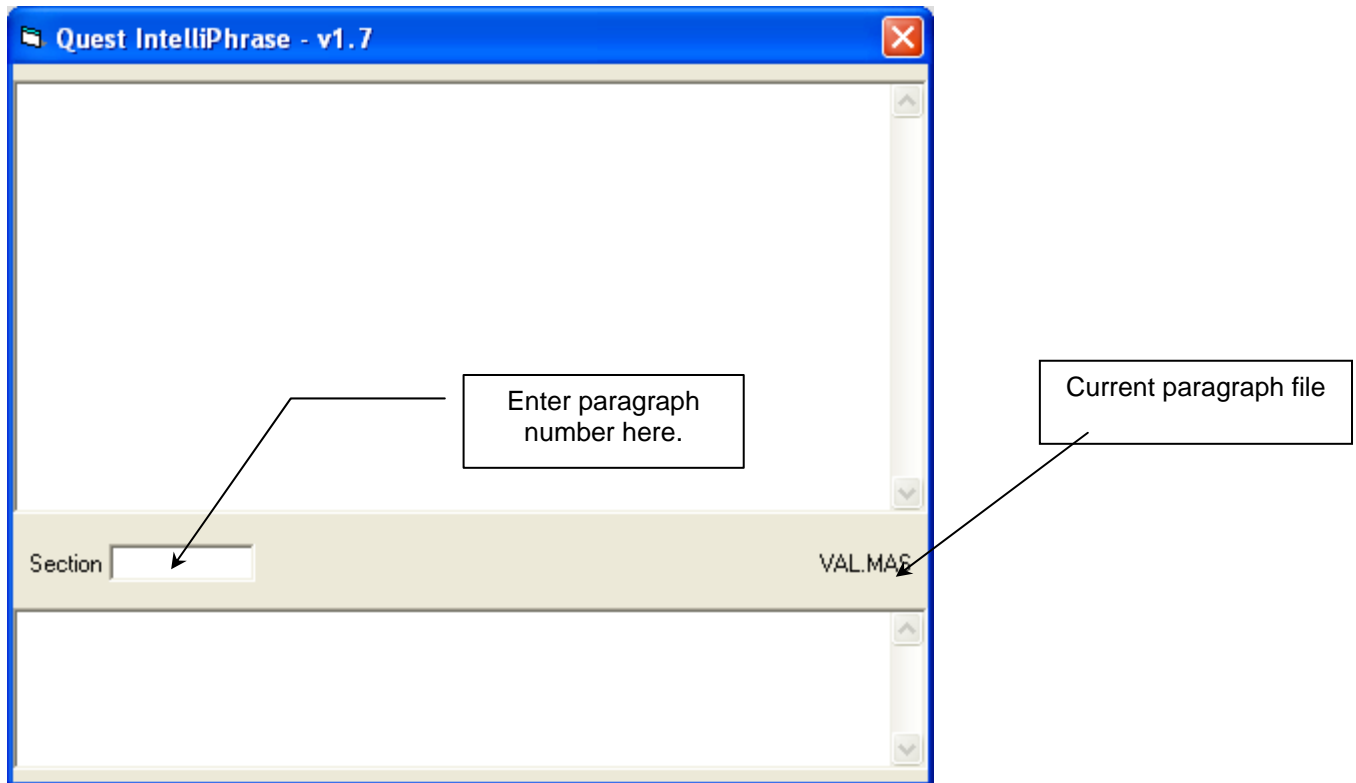 Quest IntelliPhrase - v1.7
Enter paragraph
number here.
Current paragraph file
Section
VAL.MAS